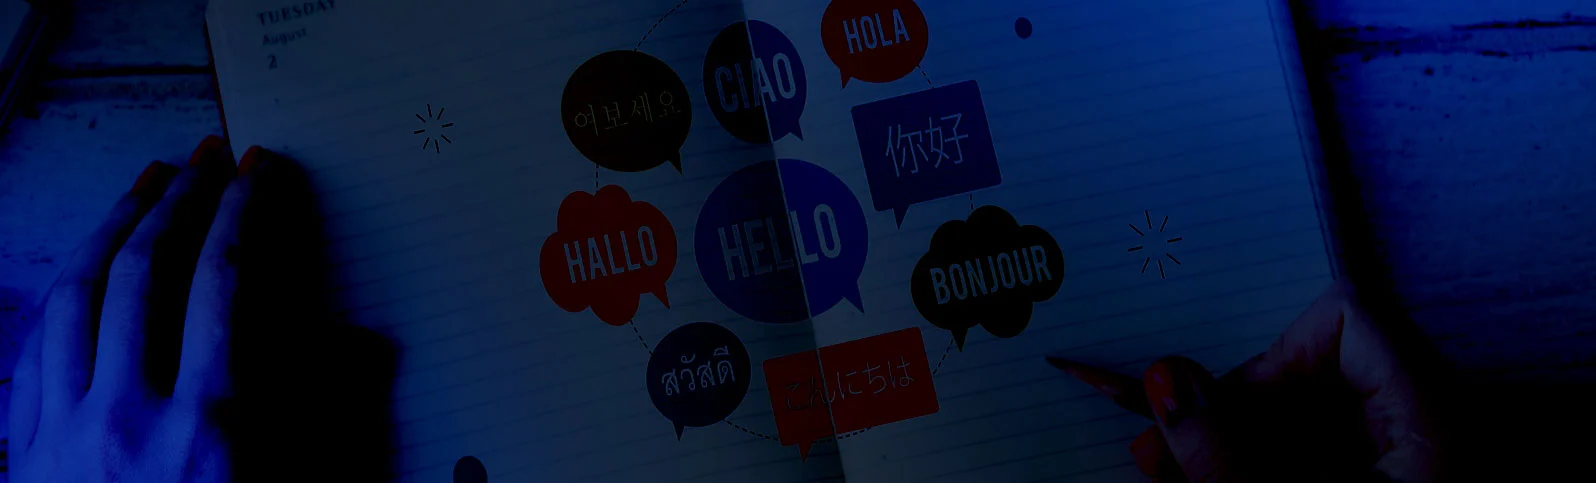 TUESDAY
August
2
HOLA
CIAO
여보세요
你好
HELLO
HALLO
BONJOUR
สวัสดี
こんにちは